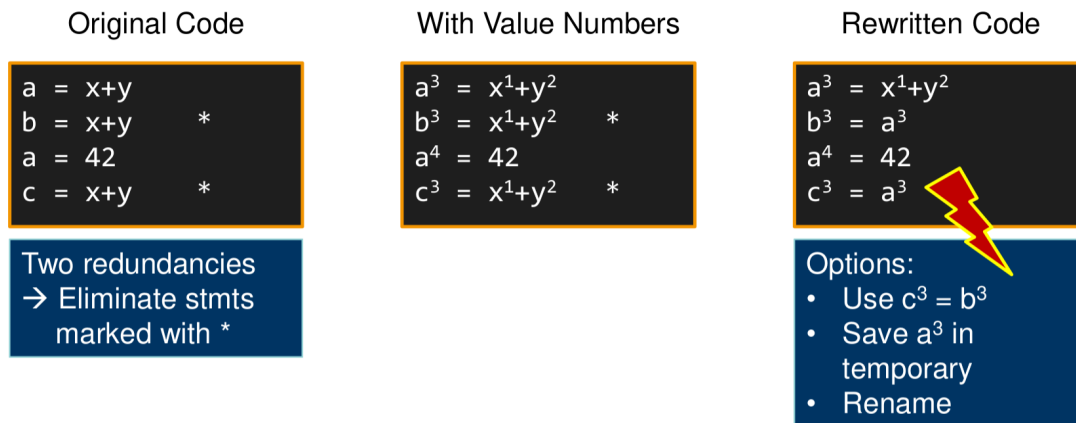 Original Code
a = x+y
b = x+y *
a = 42
c = x+y *
Two redundancies
→ Eliminate stmts
marked with *
With Value Numbers
a³ = x¹+y²
b³ = x¹+y² *
a⁴ = 42
c³ = x¹+y² *
Rewritten Code
a³ = x¹+y²
b³ = a³
a⁴ = 42
c³ = a³
Options:
• Use c³ = b³
• Save a³ in
temporary
• Rename